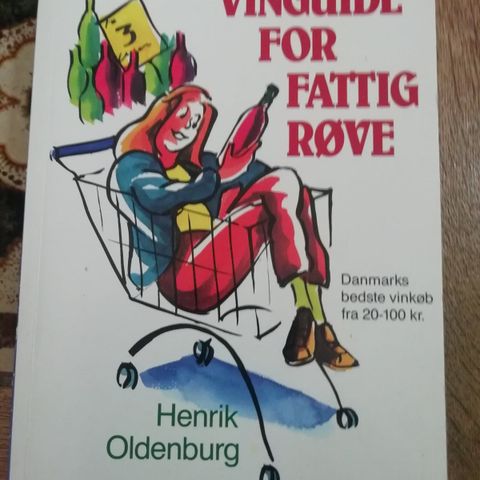 VINGUIDE
FOR
FATTIG
RØVE
3
Danmarks
bedste vinkøb
fra 20-100 kr.
Henrik
Oldenburg